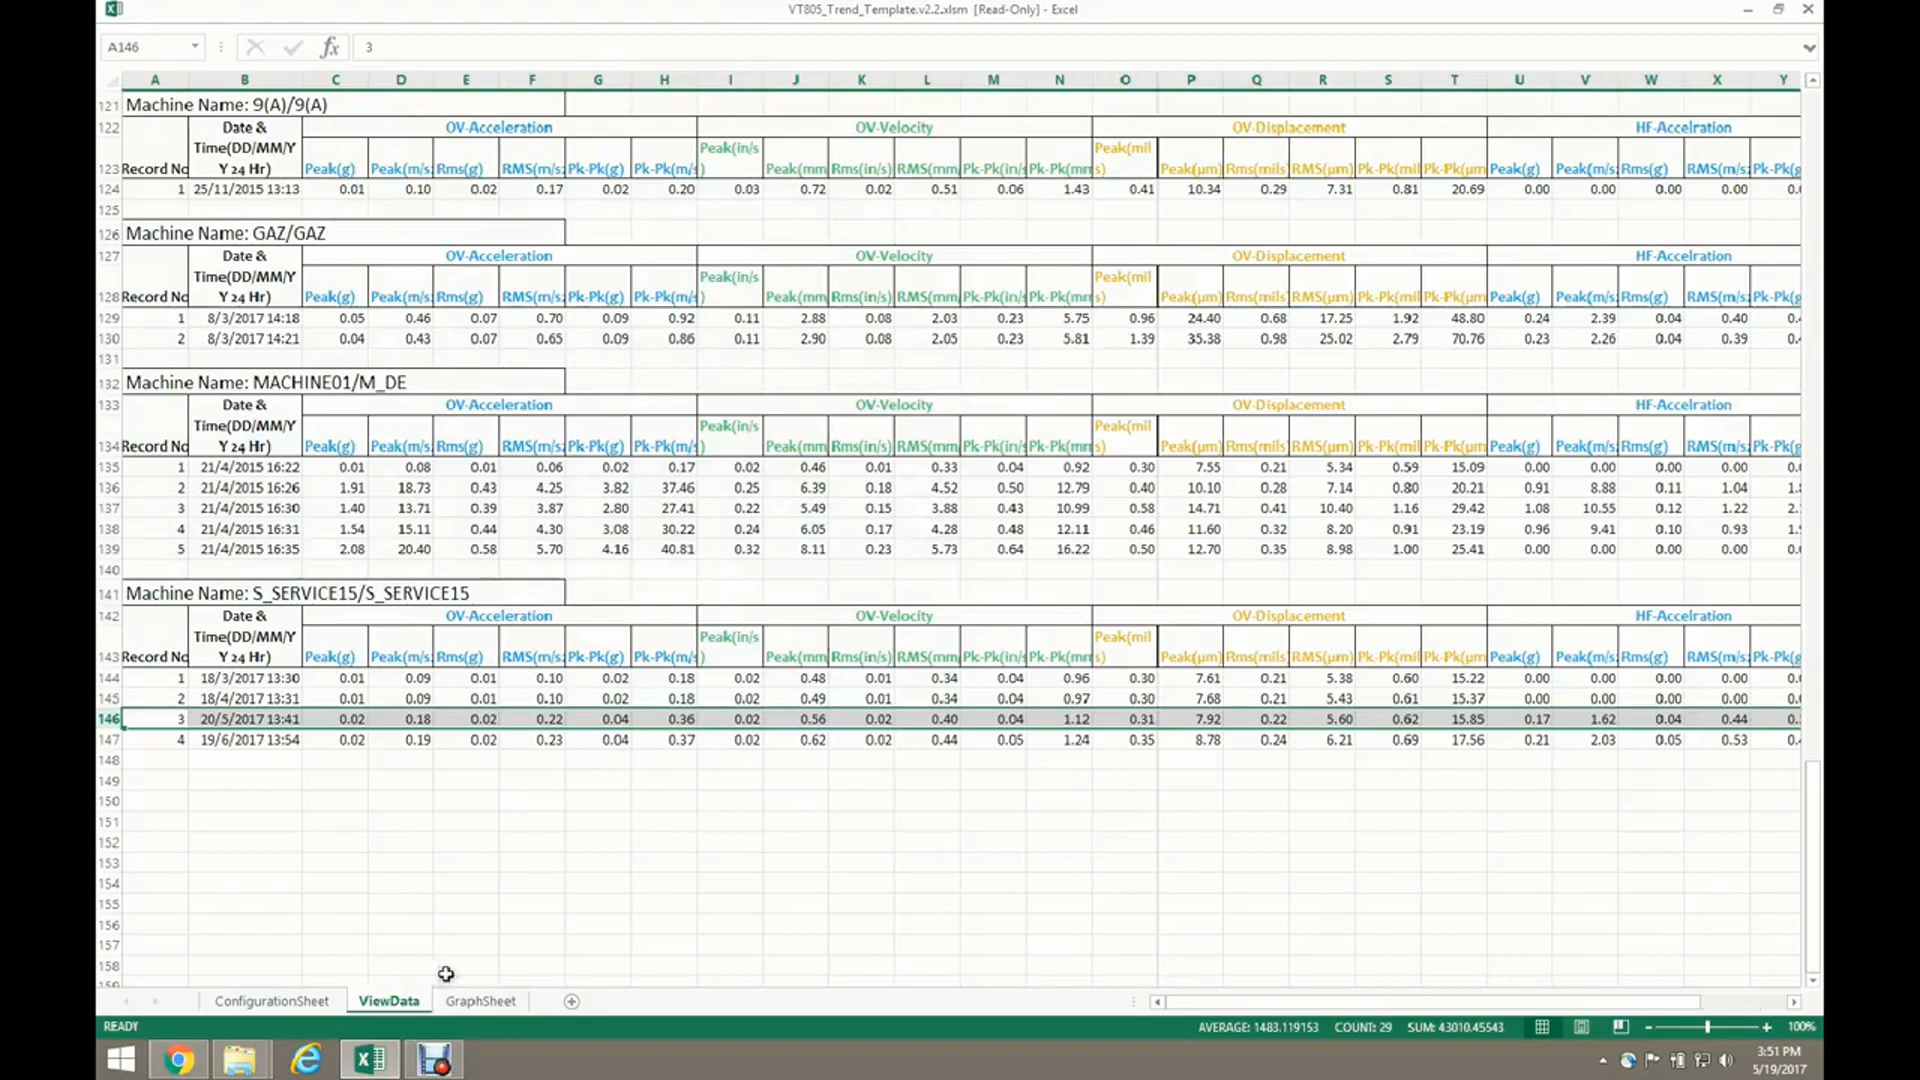 VT805_Trend_Template.v2.2.xlsm [Read-Only] - Excel
A146 fx 3
A B C D E F G H I J K L M N O P Q R S T U V W X Y
121 Machine Name: 9(A)/9(A)
122 Date & OV-Acceleration OV-Velocity OV-Displacement HF-Accelration
Time(DD/MM/Y Peak(in/s Peak(mil
123 Record No Y 24 Hr) Peak(g) Peak(m/s Rms(g) RMS(m/s Pk-Pk(g) Pk-Pk(m/s ) Peak(mm Rms(in/s) RMS(mm Pk-Pk(in/s Pk-Pk(mm s) Peak(µm) Rms(mils RMS(µm) Pk-Pk(mil Pk-Pk(µm Peak(g) Peak(m/s Rms(g) RMS(m/s Pk-Pk(g
124 1 25/11/2015 13:13 0.01 0.10 0.02 0.17 0.02 0.20 0.03 0.72 0.02 0.51 0.06 1.43 0.41 10.34 0.29 7.31 0.81 20.69 0.00 0.00 0.00 0.00 0.
125
126 Machine Name: GAZ/GAZ
127 Date & OV-Acceleration OV-Velocity OV-Displacement HF-Accelration
Time(DD/MM/Y Peak(in/s Peak(mil
128 Record No Y 24 Hr) Peak(g) Peak(m/s Rms(g) RMS(m/s Pk-Pk(g) Pk-Pk(m/s ) Peak(mm Rms(in/s) RMS(mm Pk-Pk(in/s Pk-Pk(mm s) Peak(µm) Rms(mils RMS(µm) Pk-Pk(mil Pk-Pk(µm Peak(g) Peak(m/s Rms(g) RMS(m/s Pk-Pk(g
129 1 8/3/2017 14:18 0.05 0.46 0.07 0.70 0.09 0.92 0.11 2.88 0.08 2.03 0.23 5.75 0.96 24.40 0.68 17.25 1.92 48.80 0.24 2.39 0.04 0.40 0.
130 2 8/3/2017 14:21 0.04 0.43 0.07 0.65 0.09 0.86 0.11 2.90 0.08 2.05 0.23 5.81 1.39 35.38 0.98 25.02 2.79 70.76 0.23 2.26 0.04 0.39 0.
131
132 Machine Name: MACHINE01/M_DE
133 Date & OV-Acceleration OV-Velocity OV-Displacement HF-Accelration
Time(DD/MM/Y Peak(in/s Peak(mil
134 Record No Y 24 Hr) Peak(g) Peak(m/s Rms(g) RMS(m/s Pk-Pk(g) Pk-Pk(m/s ) Peak(mm Rms(in/s) RMS(mm Pk-Pk(in/s Pk-Pk(mm s) Peak(µm) Rms(mils RMS(µm) Pk-Pk(mil Pk-Pk(µm Peak(g) Peak(m/s Rms(g) RMS(m/s Pk-Pk(g
135 1 21/4/2015 16:22 0.01 0.08 0.01 0.06 0.02 0.17 0.02 0.46 0.01 0.33 0.04 0.92 0.30 7.55 0.21 5.34 0.59 15.09 0.00 0.00 0.00 0.00 0.
136 2 21/4/2015 16:26 1.91 18.73 0.43 4.25 3.82 37.46 0.25 6.39 0.18 4.52 0.50 12.79 0.40 10.10 0.28 7.14 0.80 20.21 0.91 8.88 0.11 1.04 1.
137 3 21/4/2015 16:30 1.40 13.71 0.39 3.87 2.80 27.41 0.22 5.49 0.15 3.88 0.43 10.99 0.58 14.71 0.41 10.40 1.16 29.42 1.08 10.55 0.12 1.22 2.
138 4 21/4/2015 16:31 1.54 15.11 0.44 4.30 3.08 30.22 0.24 6.05 0.17 4.28 0.48 12.11 0.46 11.60 0.32 8.20 0.91 23.19 0.96 9.41 0.10 0.93 1.
139 5 21/4/2015 16:35 2.08 20.40 0.58 5.70 4.16 40.81 0.32 8.11 0.23 5.73 0.64 16.22 0.50 12.70 0.35 8.98 1.00 25.41 0.00 0.00 0.00 0.00 0.
140
141 Machine Name: S_SERVICE15/S_SERVICE15
142 Date & OV-Acceleration OV-Velocity OV-Displacement HF-Accelration
Time(DD/MM/Y Peak(in/s Peak(mil
143 Record No Y 24 Hr) Peak(g) Peak(m/s Rms(g) RMS(m/s Pk-Pk(g) Pk-Pk(m/s ) Peak(mm Rms(in/s) RMS(mm Pk-Pk(in/s Pk-Pk(mm s) Peak(µm) Rms(mils RMS(µm) Pk-Pk(mil Pk-Pk(µm Peak(g) Peak(m/s Rms(g) RMS(m/s Pk-Pk(g
144 1 18/3/2017 13:30 0.01 0.09 0.01 0.10 0.02 0.18 0.02 0.48 0.01 0.34 0.04 0.96 0.30 7.61 0.21 5.38 0.60 15.22 0.00 0.00 0.00 0.00 0.
145 2 18/4/2017 13:31 0.01 0.09 0.01 0.10 0.02 0.18 0.02 0.49 0.01 0.34 0.04 0.97 0.30 7.68 0.21 5.43 0.61 15.37 0.00 0.00 0.00 0.00 0.
146 3 20/5/2017 13:41 0.02 0.18 0.02 0.22 0.04 0.36 0.02 0.56 0.02 0.40 0.04 1.12 0.31 7.92 0.22 5.60 0.62 15.85 0.17 1.62 0.04 0.44 0.
147 4 19/6/2017 13:54 0.02 0.19 0.02 0.23 0.04 0.37 0.02 0.62 0.02 0.44 0.05 1.24 0.35 8.78 0.24 6.21 0.69 17.56 0.21 2.03 0.05 0.53 0.
148
149
150
151
152
153
154
155
156
157
158
159
ConfigurationSheet ViewData GraphSheet
READY AVERAGE: 1483.119153 COUNT: 29 SUM: 43010.45543 100%
3:51 PM
5/19/2017